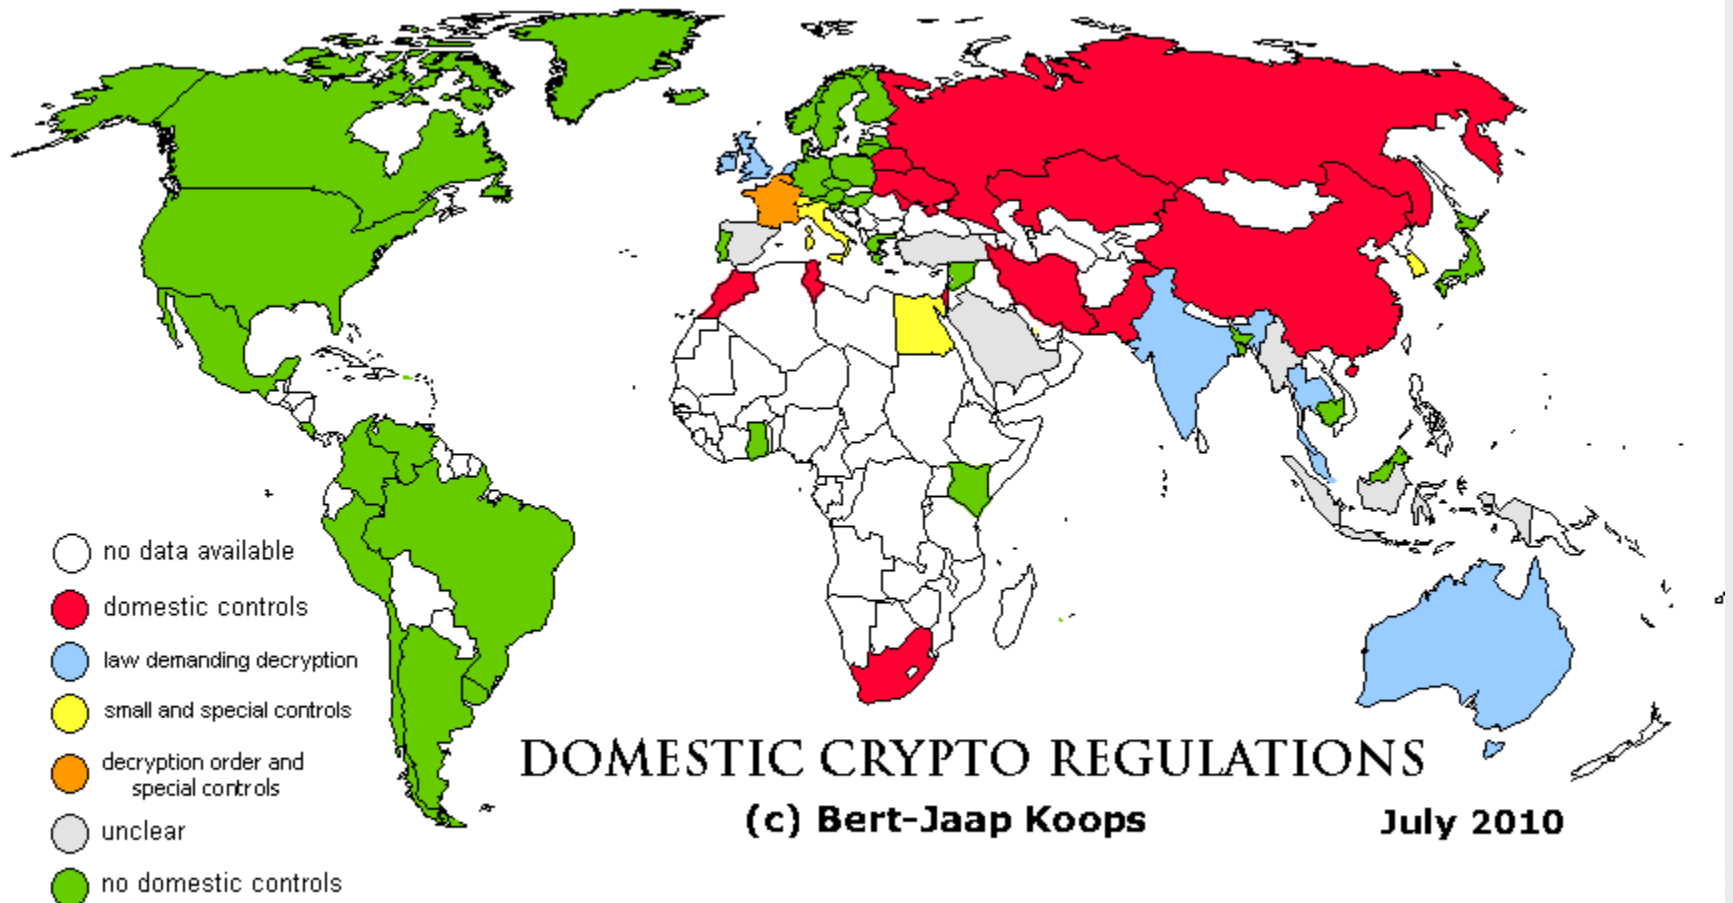 no data available
domestic controls
law demanding decryption
small and special controls
decryption order and
special controls
unclear
no domestic controls
DOMESTIC CRYPTO REGULATIONS
(c) Bert-Jaap Koops
July 2010